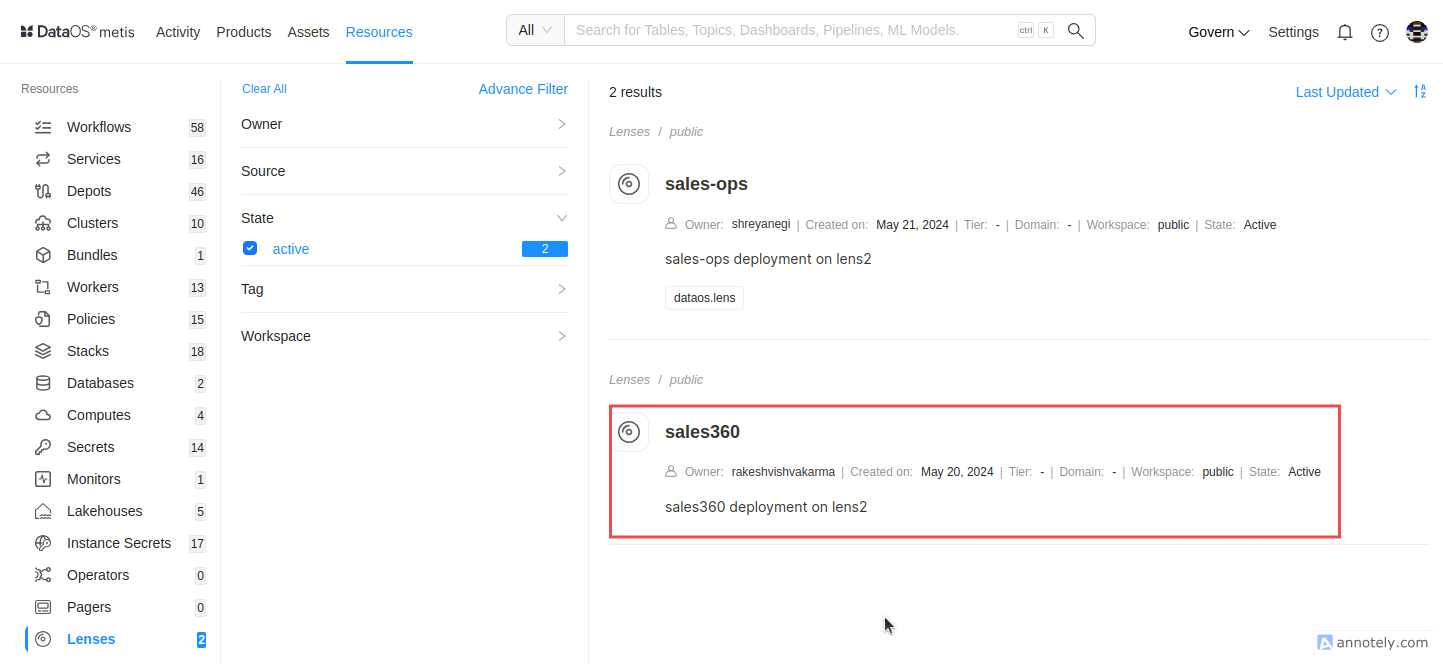 DataOS® metis Activity Products Assets Resources All Search for Tables, Topics, Dashboards, Pipelines, ML Models. ctrl K Govern Settings ?
Resources
Workflows 58
Services 16
Depots 46
Clusters 10
Bundles 1
Workers 13
Policies 15
Stacks 18
Databases 2
Computes 4
Secrets 14
Monitors 1
Lakehouses 5
Instance Secrets 17
Operators 0
Pagers 0
Lenses 2
Clear All Advance Filter
Owner
Source
State
active 2
Tag
Workspace
2 results Last Updated A Z
Lenses / public
sales-ops
Owner: shreyanegi | Created on: May 21, 2024 | Tier: - | Domain: - | Workspace: public | State: Active
sales-ops deployment on lens2
dataos.lens
Lenses / public
sales360
Owner: rakeshvishvakarma | Created on: May 20, 2024 | Tier: - | Domain: - | Workspace: public | State: Active
sales360 deployment on lens2
A annotely.com